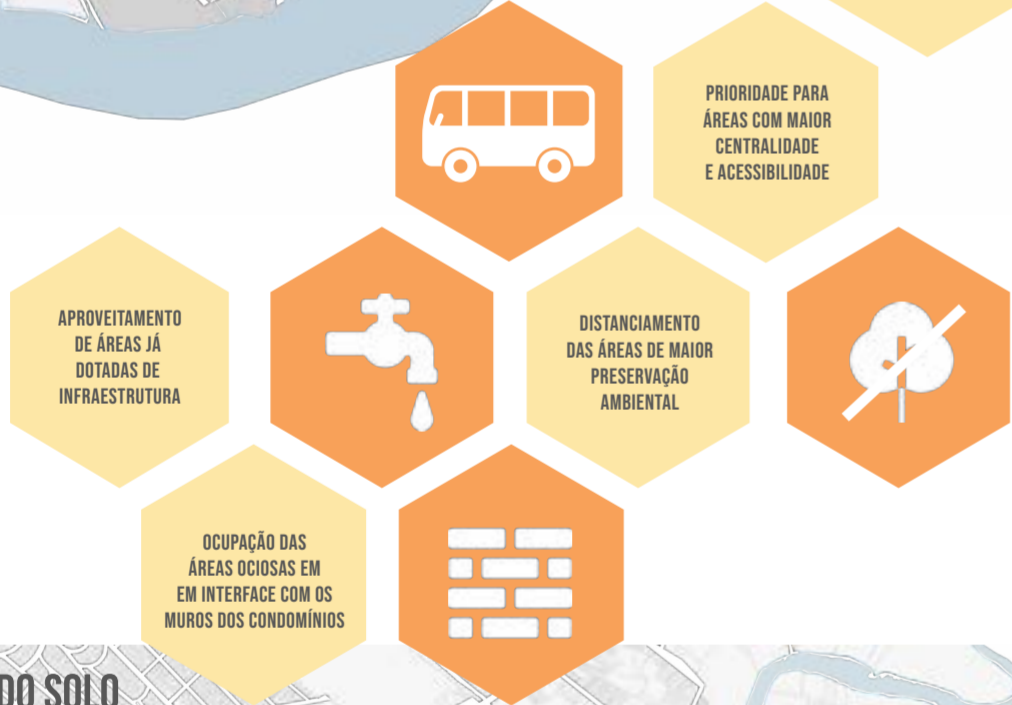 PRIORIDADE PARA
ÁREAS COM MAIOR
CENTRALIDADE
E ACESSIBILIDADE
APROVEITAMENTO
DE ÁREAS JÁ
DOTADAS DE
INFRAESTRUTURA
DISTANCIAMENTO
DAS ÁREAS DE MAIOR
PRESERVAÇÃO
AMBIENTAL
OCUPAÇÃO DAS
ÁREAS OCIOSAS EM
EM INTERFACE COM OS
MUROS DOS CONDOMÍNIOS
DO SOLO